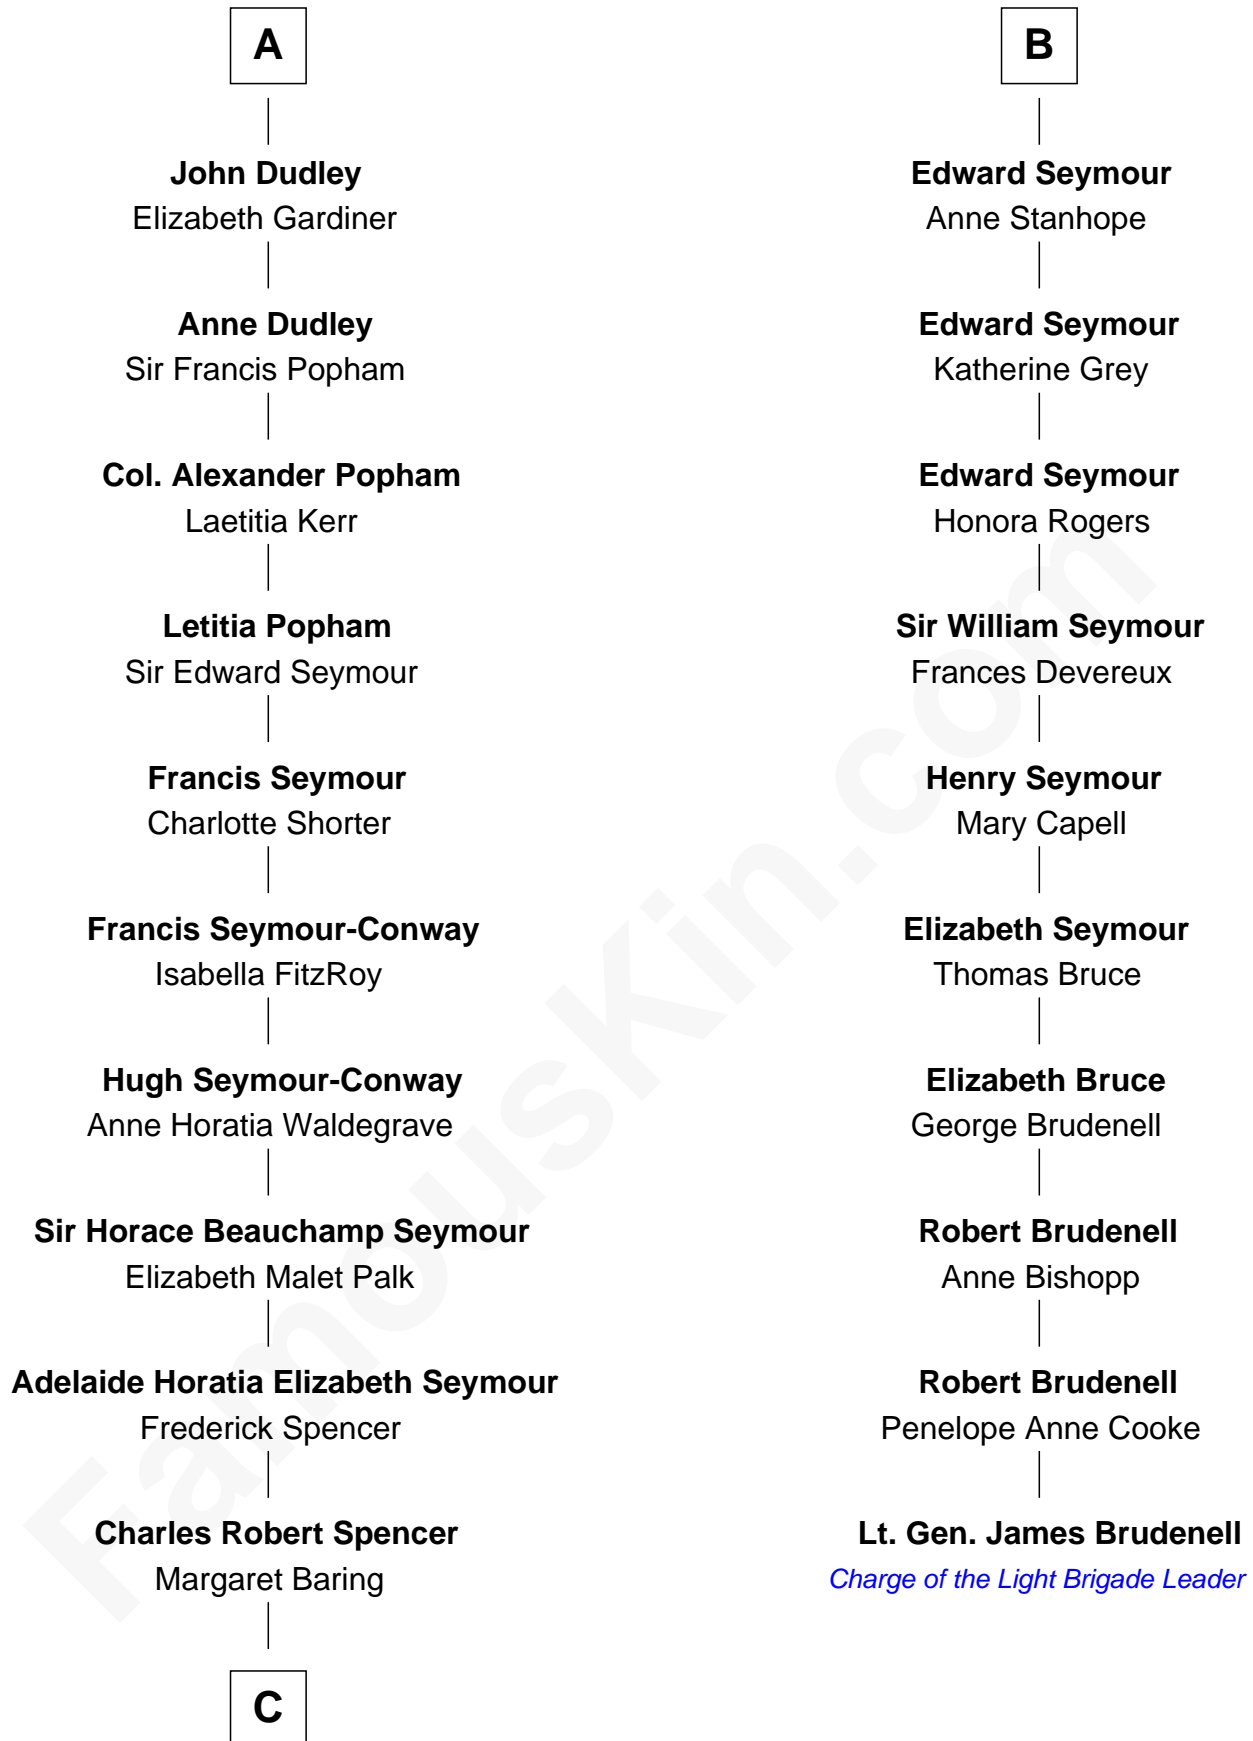 A
John Dudley
Elizabeth Gardiner
Anne Dudley
Sir Francis Popham
Col. Alexander Popham
Laetitia Kerr
Letitia Popham
Sir Edward Seymour
Francis Seymour
Charlotte Shorter
Francis Seymour-Conway
Isabella FitzRoy
Hugh Seymour-Conway
Anne Horatia Waldegrave
Sir Horace Beauchamp Seymour
Elizabeth Malet Palk
Adelaide Horatia Elizabeth Seymour
Frederick Spencer
Charles Robert Spencer
Margaret Baring
C
B
Edward Seymour
Anne Stanhope
Edward Seymour
Katherine Grey
Edward Seymour
Honora Rogers
Sir William Seymour
Frances Devereux
Henry Seymour
Mary Capell
Elizabeth Seymour
Thomas Bruce
Elizabeth Bruce
George Brudenell
Robert Brudenell
Anne Bishopp
Robert Brudenell
Penelope Anne Cooke
Lt. Gen. James Brudenell
Charge of the Light Brigade Leader
FamousKin.com